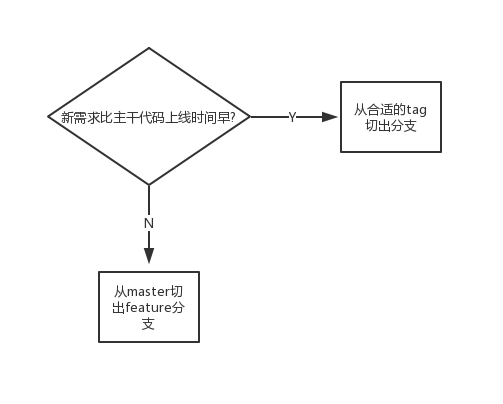 新需求比主干代码上线时间早?
Y
从合适的tag
切出分支
N
从master切
出feature分
支